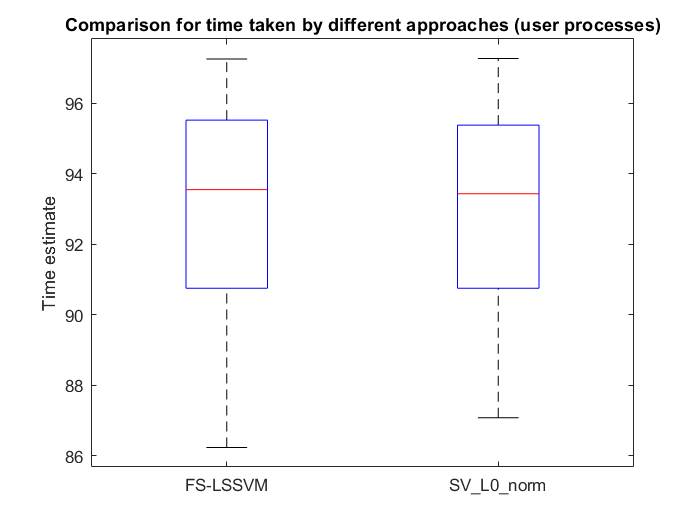 Comparison for time taken by different approaches (user processes)
Time estimate
96
94
92
90
88
86
FS-LSSVM
SV_L0_norm